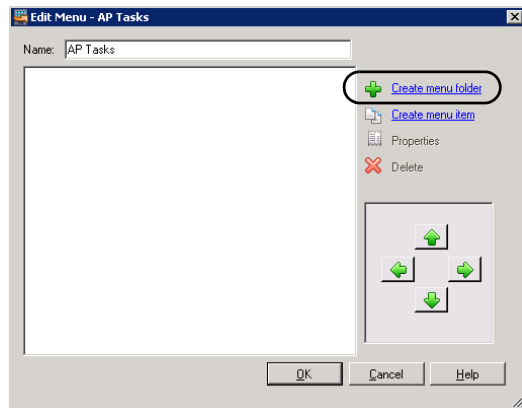 Edit Menu - AP Tasks
Name: AP Tasks
Create menu folder
Create menu item
Properties
Delete
OK Cancel Help